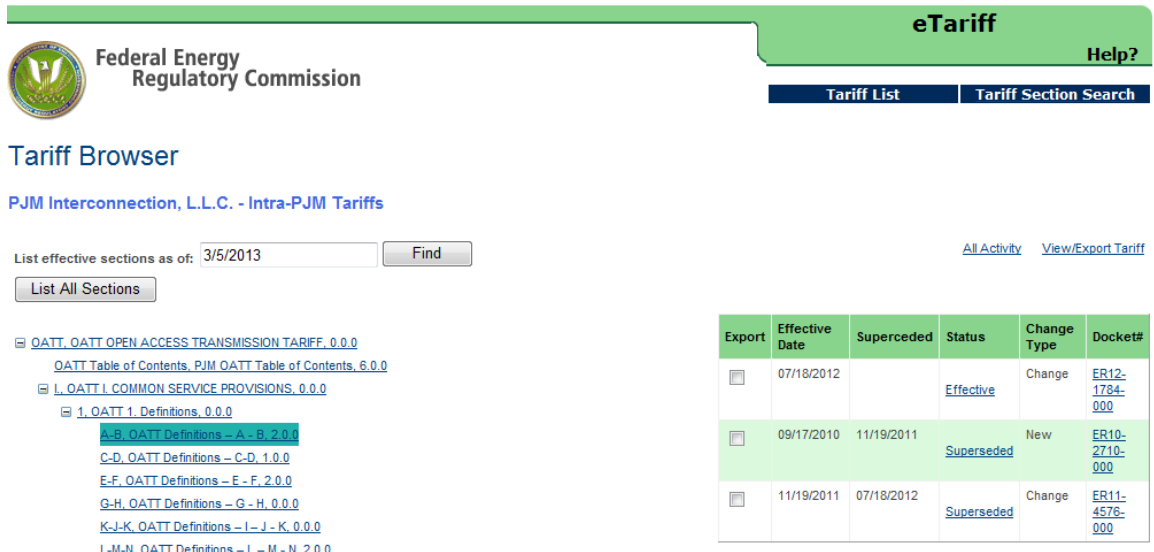 eTariff
Federal Energy
Regulatory Commission
Help?
Tariff List
Tariff Section Search
Tariff Browser
PJM Interconnection, L.L.C. - Intra-PJM Tariffs
List effective sections as of: 3/5/2013 Find
All Activity View/Export Tariff
List All Sections
OATT, OATT OPEN ACCESS TRANSMISSION TARIFF, 0.0.0
OATT Table of Contents, PJM OATT Table of Contents, 6.0.0
I., OATT I. COMMON SERVICE PROVISIONS, 0.0.0
1, OATT 1. Definitions, 0.0.0
A-B, OATT Definitions – A - B, 2.0.0
C-D, OATT Definitions – C-D, 1.0.0
E-F, OATT Definitions – E - F, 2.0.0
G-H, OATT Definitions – G - H, 0.0.0
K-J-K, OATT Definitions – I – J - K, 0.0.0
L-M-N, OATT Definitions – L – M - N, 2.0.0
Export Effective Date Superceded Status Change Type Docket#
07/18/2012 Effective Change ER12-1784-000
09/17/2010 11/19/2011 Superseded New ER10-2710-000
11/19/2011 07/18/2012 Superseded Change ER11-4576-000